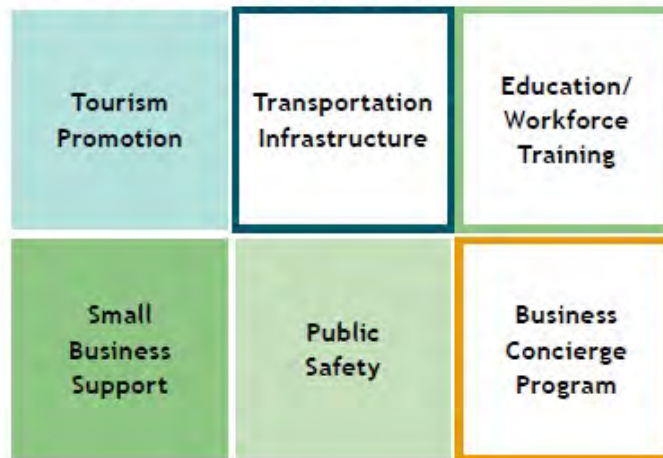 Tourism
Promotion
Transportation
Infrastructure
Education/
Workforce
Training
Small
Business
Support
Public
Safety
Business
Concierge
Program